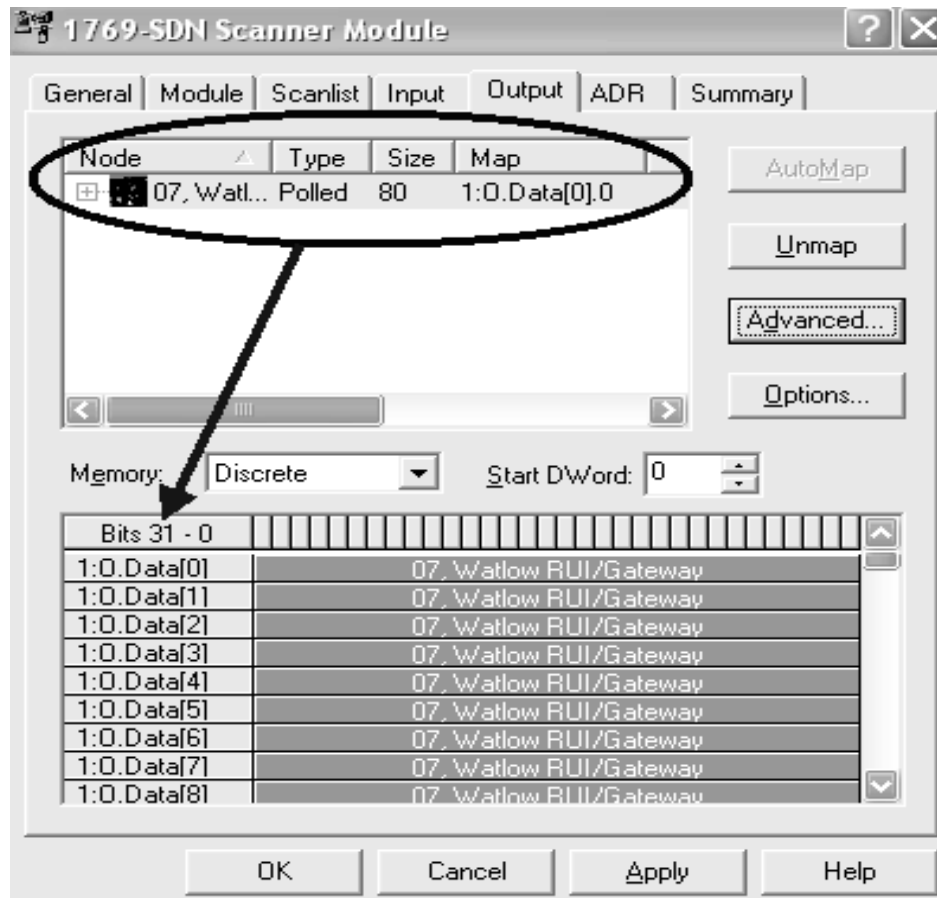 1769-SDN Scanner Module
General Module Scanlist Input Output ADR Summary
Node Type Size Map
07, Watl... Polled 80 1:O.Data[0].0
AutoMap
Unmap
Advanced...
Options...
Memory: Discrete Start DWord: 0
Bits 31 - 0
1:O.Data[0] 07, Watlow RUI/Gateway
1:O.Data[1] 07, Watlow RUI/Gateway
1:O.Data[2] 07, Watlow RUI/Gateway
1:O.Data[3] 07, Watlow RUI/Gateway
1:O.Data[4] 07, Watlow RUI/Gateway
1:O.Data[5] 07, Watlow RUI/Gateway
1:O.Data[6] 07, Watlow RUI/Gateway
1:O.Data[7] 07, Watlow RUI/Gateway
1:O.Data[8] 07, Watlow RUI/Gateway
OK Cancel Apply Help